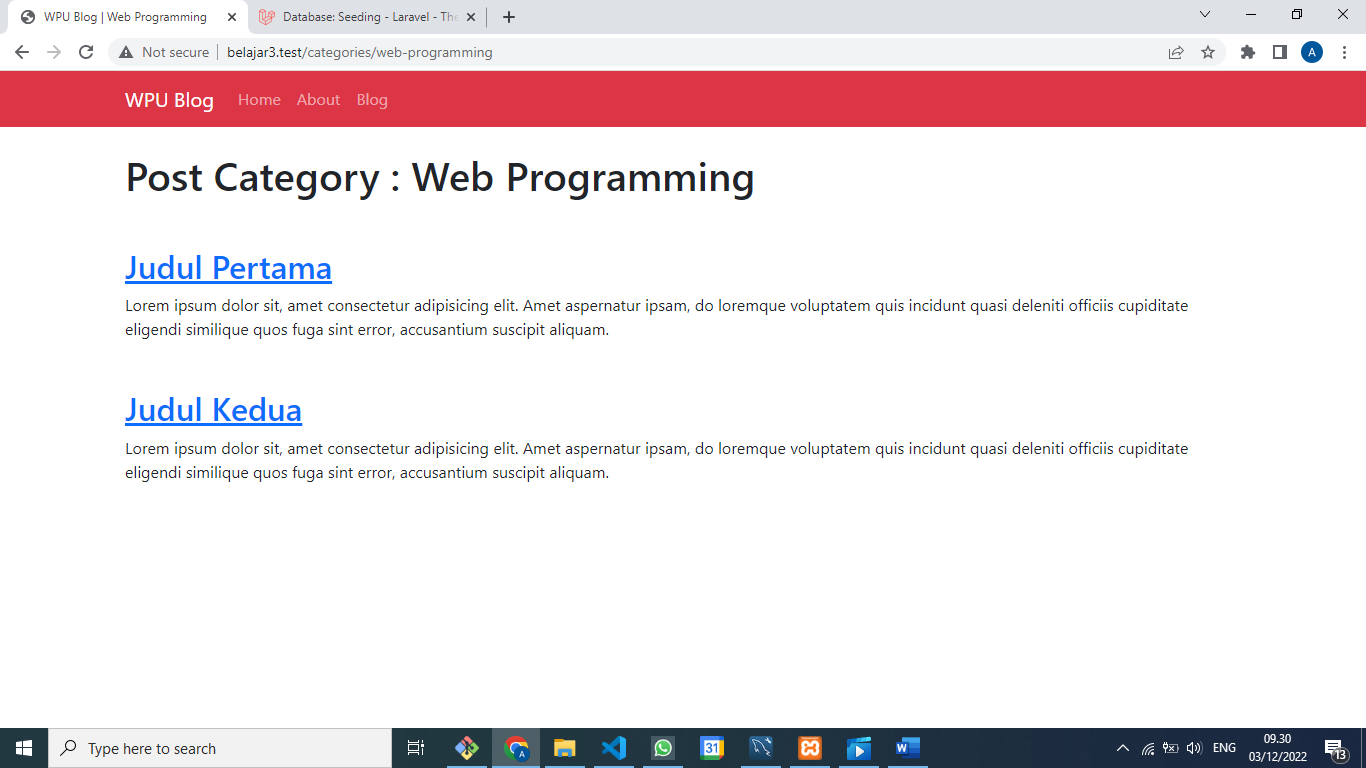 WPU Blog | Web Programming
Database: Seeding - Laravel - The
Not secure
belajar3.test/categories/web-programming
A
WPU Blog
Home
About
Blog
Post Category : Web Programming
Judul Pertama
Lorem ipsum dolor sit, amet consectetur adipisicing elit. Amet aspernatur ipsam, do loremque voluptatem quis incidunt quasi deleniti officiis cupiditate
eligendi similique quos fuga sint error, accusantium suscipit aliquam.
Judul Kedua
Lorem ipsum dolor sit, amet consectetur adipisicing elit. Amet aspernatur ipsam, do loremque voluptatem quis incidunt quasi deleniti officiis cupiditate
eligendi similique quos fuga sint error, accusantium suscipit aliquam.
Type here to search
A
31
W
ENG
09.30
03/12/2022
13